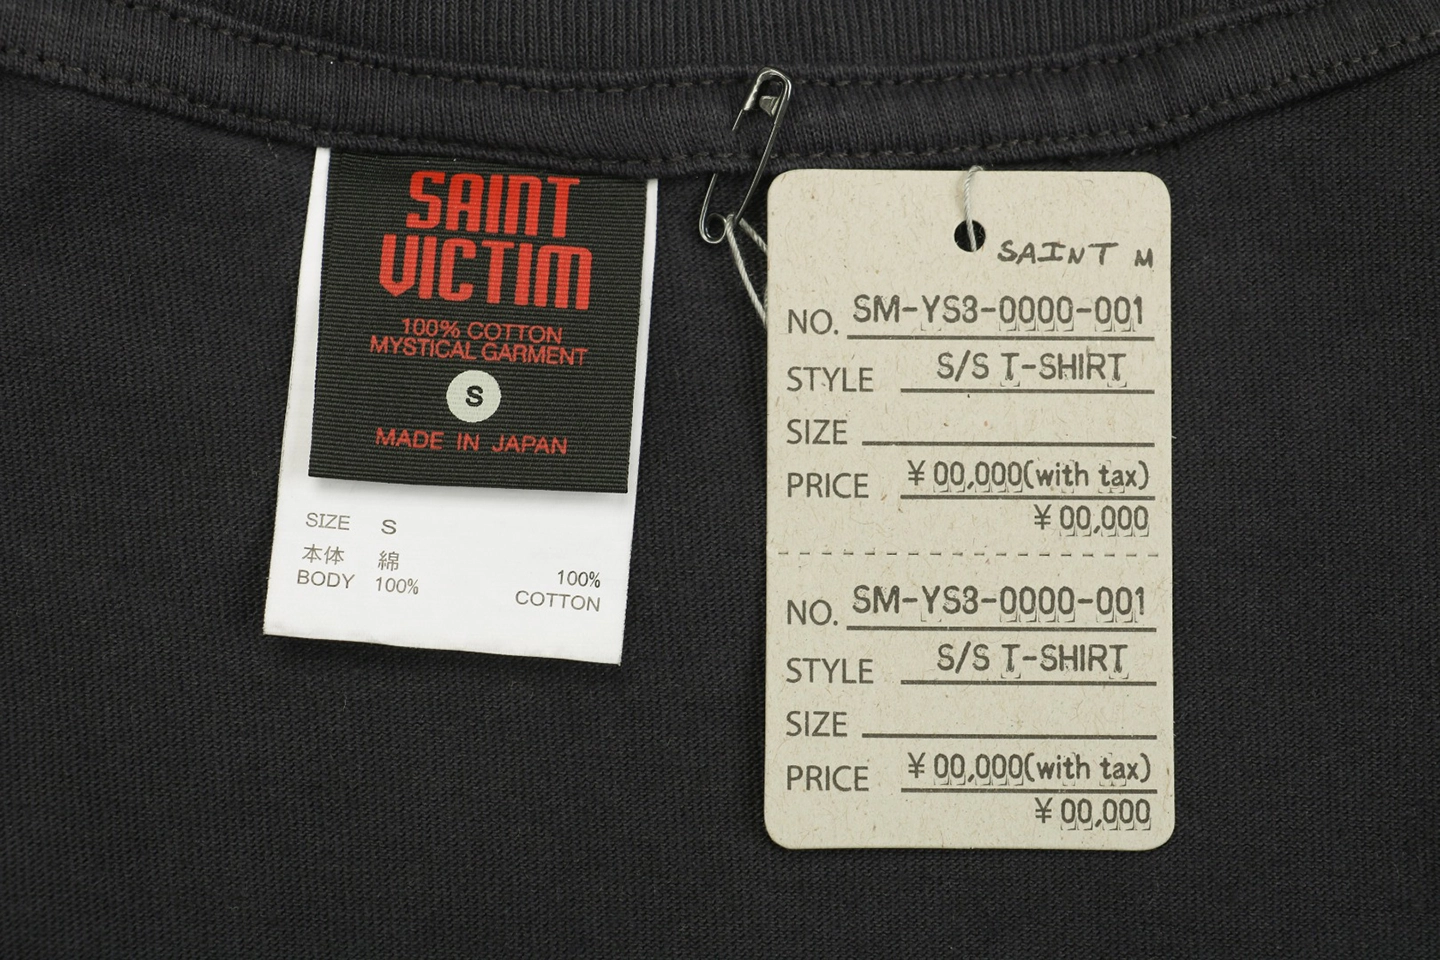 SAINT
VICTIM
100% COTTON
MYSTICAL GARMENT
S
MADE IN JAPAN
SIZE S
本体 綿
BODY 100%
100%
COTTON
SAINT M
NO. SM-YS3-0000-001
STYLE S/S T-SHIRT
SIZE
PRICE ¥00,000(with tax)
¥00,000
NO. SM-YS3-0000-001
STYLE S/S T-SHIRT
SIZE
PRICE ¥00,000(with tax)
¥00,000